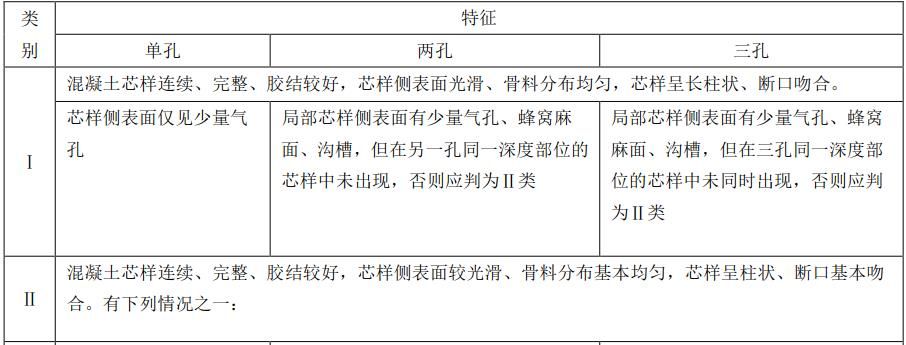 类别
特征
单孔
两孔
三孔
Ⅰ
混凝土芯样连续、完整、胶结较好，芯样侧表面光滑、骨料分布均匀，芯样呈长柱状、断口吻合。
芯样侧表面仅见少量气
孔
局部芯样侧表面有少量气孔、蜂窝麻
面、沟槽，但在另一孔同一深度部位的
芯样中未出现，否则应判为Ⅱ类
局部芯样侧表面有少量气孔、蜂窝
麻面、沟槽，但在三孔同一深度部
位的芯样中未同时出现，否则应判
为Ⅱ类
Ⅱ
混凝土芯样连续、完整、胶结较好，芯样侧表面较光滑、骨料分布基本均匀，芯样呈柱状、断口基本吻
合。有下列情况之一：